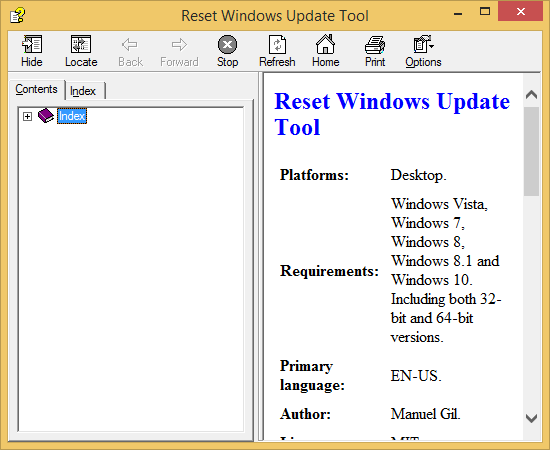 Reset Windows Update Tool
Hide
Locate
Back
Forward
Stop
Refresh
Home
Print
Options
Contents
Index
Index
Reset Windows Update
Tool
Platforms:
Desktop.
Requirements:
Windows Vista,
Windows 7,
Windows 8,
Windows 8.1 and
Windows 10.
Including both 32-
bit and 64-bit
versions.
Primary
language:
EN-US.
Author:
Manuel Gil.